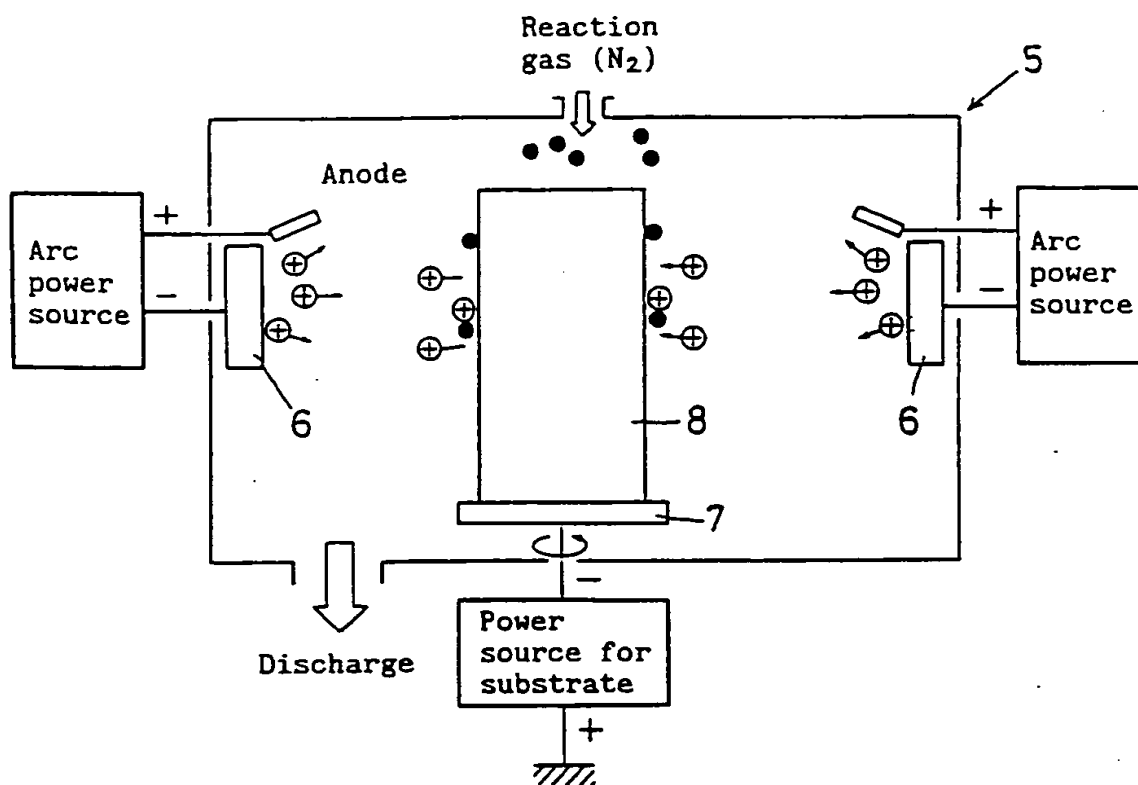 Reaction
gas (N₂)
5
Anode
+
+
Arc
power
source
Arc
power
source
−
−
6
8
6
7
−
Power
source for
substrate
Discharge
+